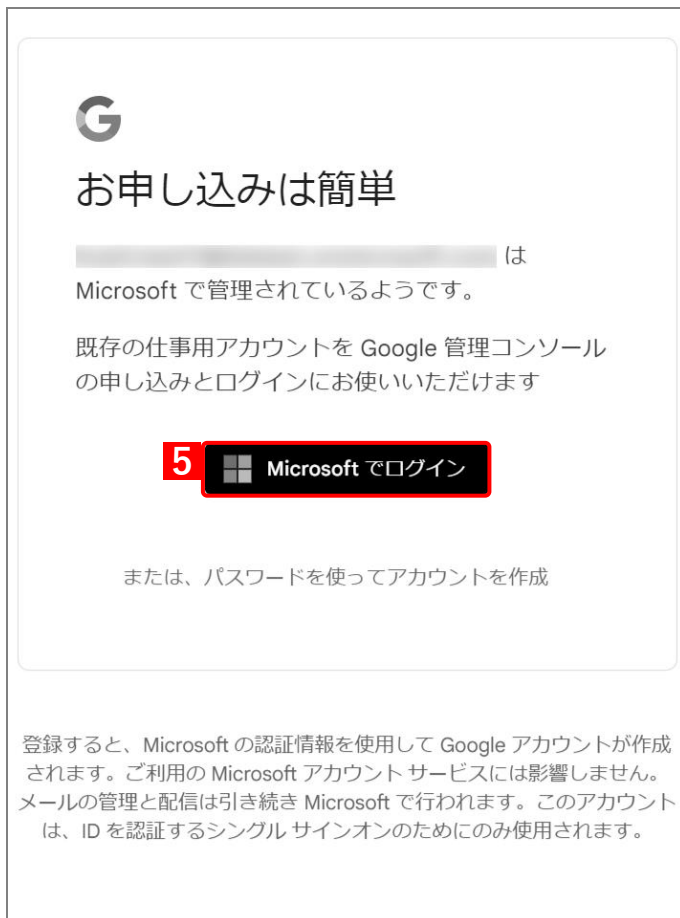 お申し込みは簡単
は
Microsoft で管理されているようです。
既存の仕事用アカウントを Google 管理コンソール
の申し込みとログインにお使いいただけます
5 Microsoft でログイン
または、パスワードを使ってアカウントを作成
登録すると、Microsoft の認証情報を使用して Google アカウントが作成
されます。ご利用の Microsoft アカウント サービスには影響しません。
メールの管理と配信は引き続き Microsoft で行われます。このアカウント
は、ID を認証するシングル サインオンのためにのみ使用されます。